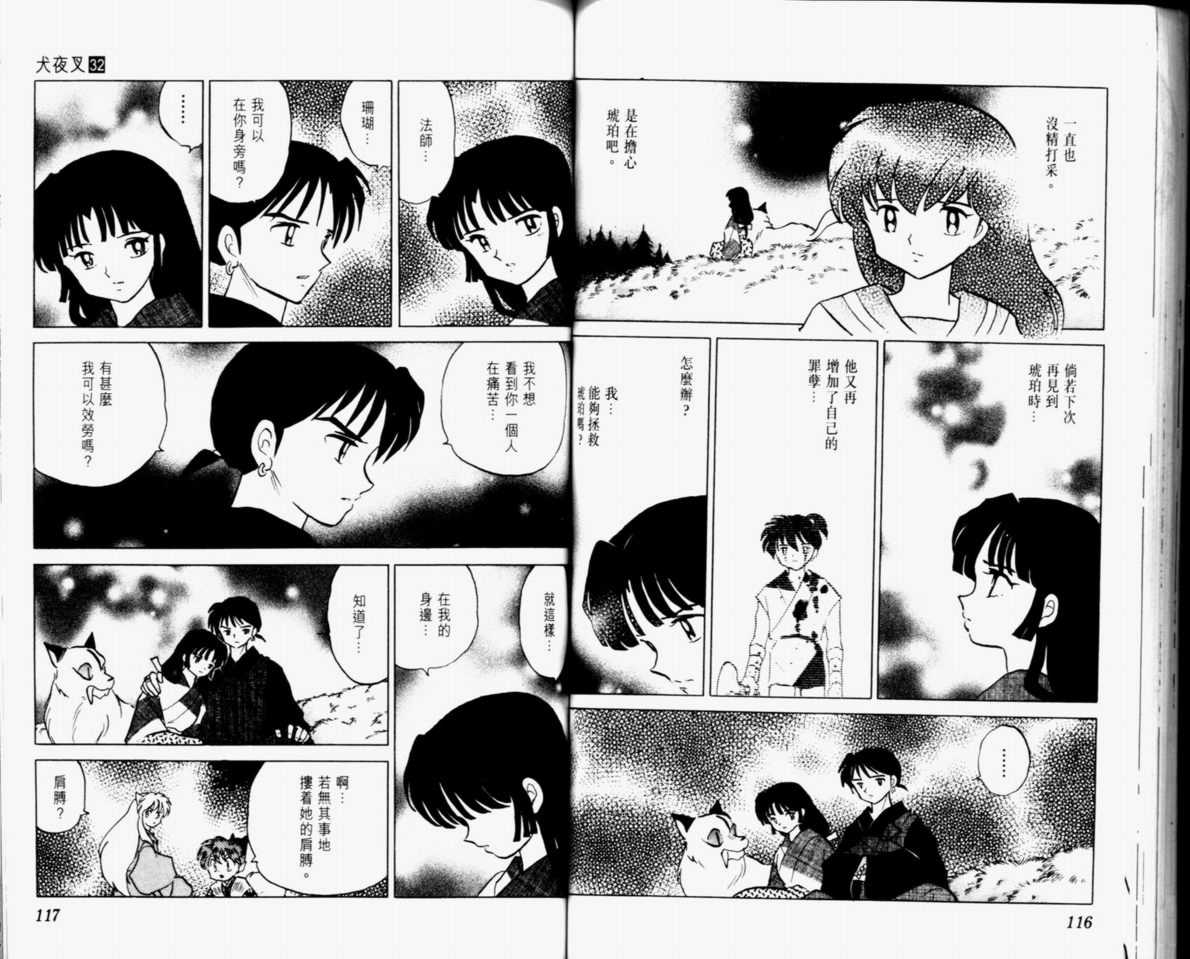 一直也
沒精打采。
是在擔心
琥珀吧。
倘若下次
再見到
琥珀時…
他又再
增加了自己的
罪孽…
怎麼辦?
我…
能夠拯救
琥珀嗎?
……
116
犬夜叉32
法師…
珊瑚…
我可以
在你身旁嗎?
……
我不想
看到你一個人
在痛苦…
有甚麼
我可以效勞嗎?
就這樣…
在我的
身邊…
知道了…
啊…
若無其事地
摟着她的肩膊。
肩膊?
117